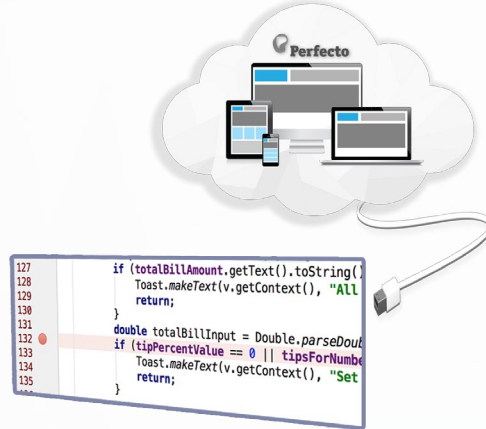 Perfecto
127 if (totalBillAmount.getText().toString()
128 Toast.makeText(v.getContext(), "All
129 return;
130 }
131 double totalBillInput = Double.parseDoub
132 if (tipPercentValue == 0 || tipsForNumbe
133 Toast.makeText(v.getContext(), "Set
134 return;
135 }